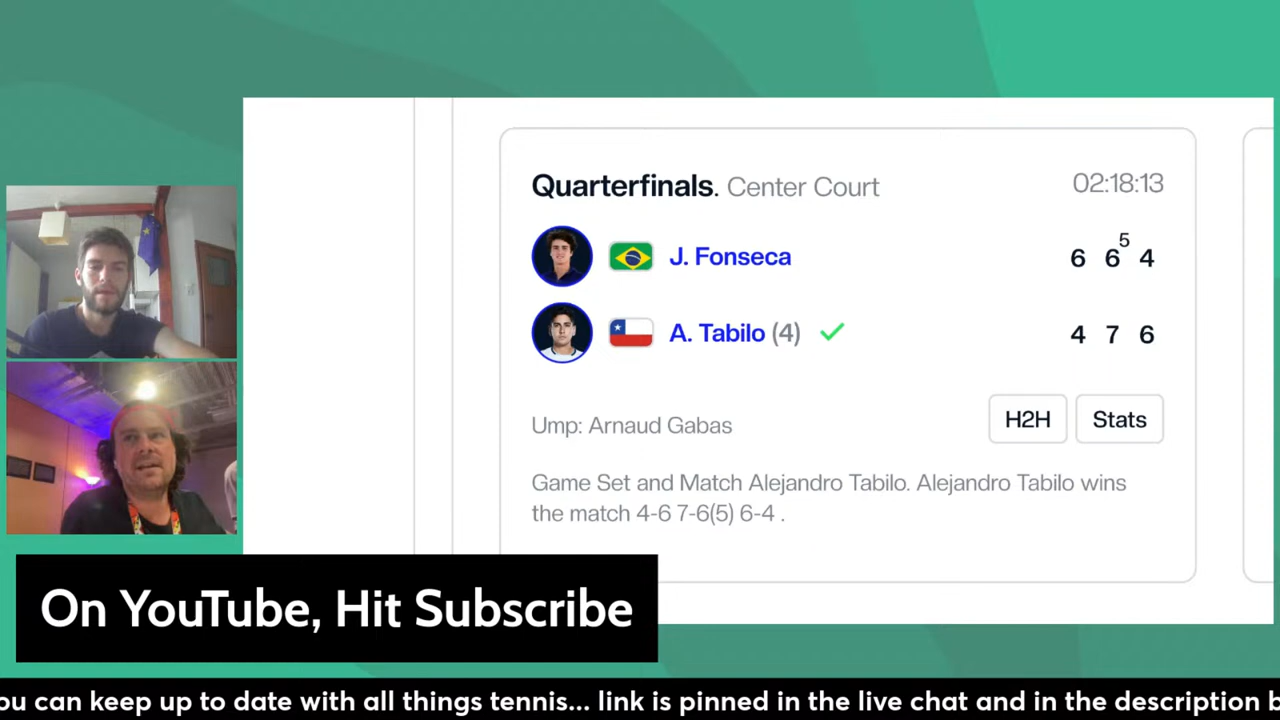 Quarterfinals. Center Court 02:18:13
J. Fonseca 6 6 5 4
A. Tabilo (4) 4 7 6
Ump: Arnaud Gabas H2H Stats
Game Set and Match Alejandro Tabilo. Alejandro Tabilo wins
the match 4-6 7-6(5) 6-4 .
On YouTube, Hit Subscribe
can keep up to date with all things tennis... link is pinned in the live chat and in the description